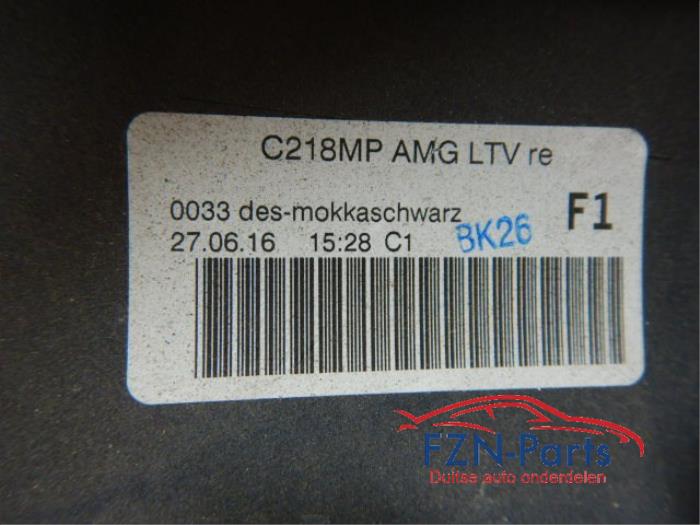 C218MP AMG LTV re
0033 des-mokkaschwarz
F1
27.06.16 15:28 C1
BK26
FZN-Parts
Duitse auto onderdelen